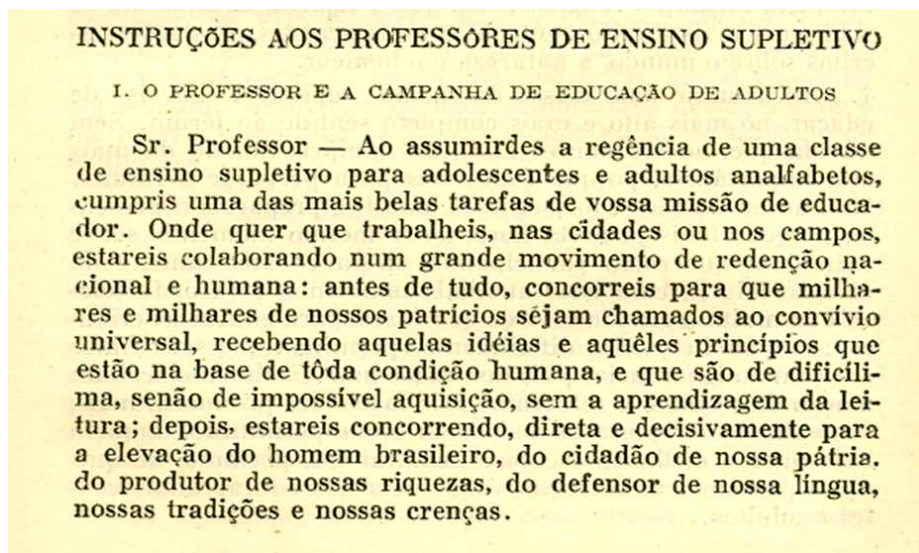 INSTRUÇÕES AOS PROFESSÔRES DE ENSINO SUPLETIVO
I. O PROFESSOR E A CAMPANHA DE EDUCAÇÃO DE ADULTOS
Sr. Professor — Ao assumirdes a regência de uma classe
de ensino supletivo para adolescentes e adultos analfabetos,
cumpris uma das mais belas tarefas de vossa missão de educa-
dor. Onde quer que trabalheis, nas cidades ou nos campos,
estareis colaborando num grande movimento de redenção na-
cional e humana: antes de tudo, concorreis para que milha-
res e milhares de nossos patrícios sejam chamados ao convívio
universal, recebendo aquelas idéias e aquêles princípios que
estão na base de tôda condição humana, e que são de dificíli-
ma, senão de impossível aquisição, sem a aprendizagem da lei-
tura; depois, estareis concorrendo, direta e decisivamente para
a elevação do homem brasileiro, do cidadão de nossa pátria.
do produtor de nossas riquezas, do defensor de nossa língua,
nossas tradições e nossas crenças.